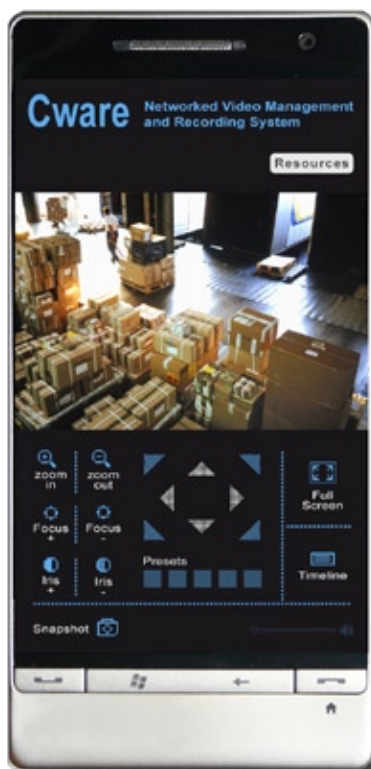 Cware
Networked Video Management
and Recording System
Resources
zoom
in
zoom
out
Focus
+
Focus
-
Iris
+
Iris
-
Presets
Full
Screen
Timeline
Snapshot